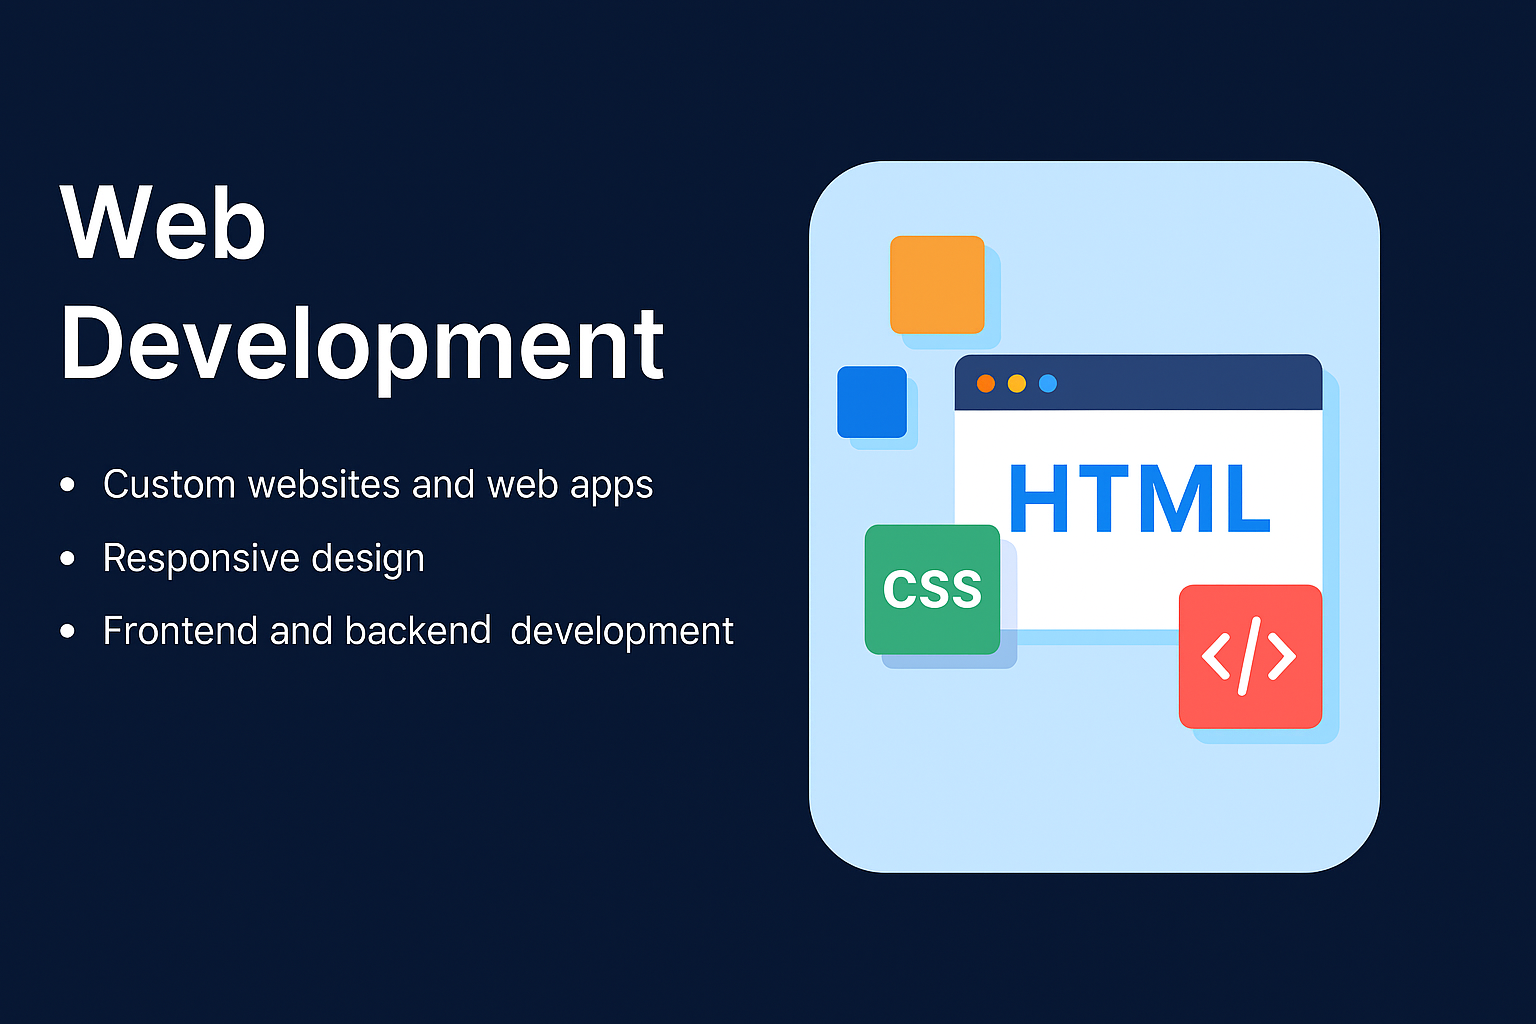 Web
Development
• Custom websites and web apps
• Responsive design
• Frontend and backend development
HTML
CSS
</>